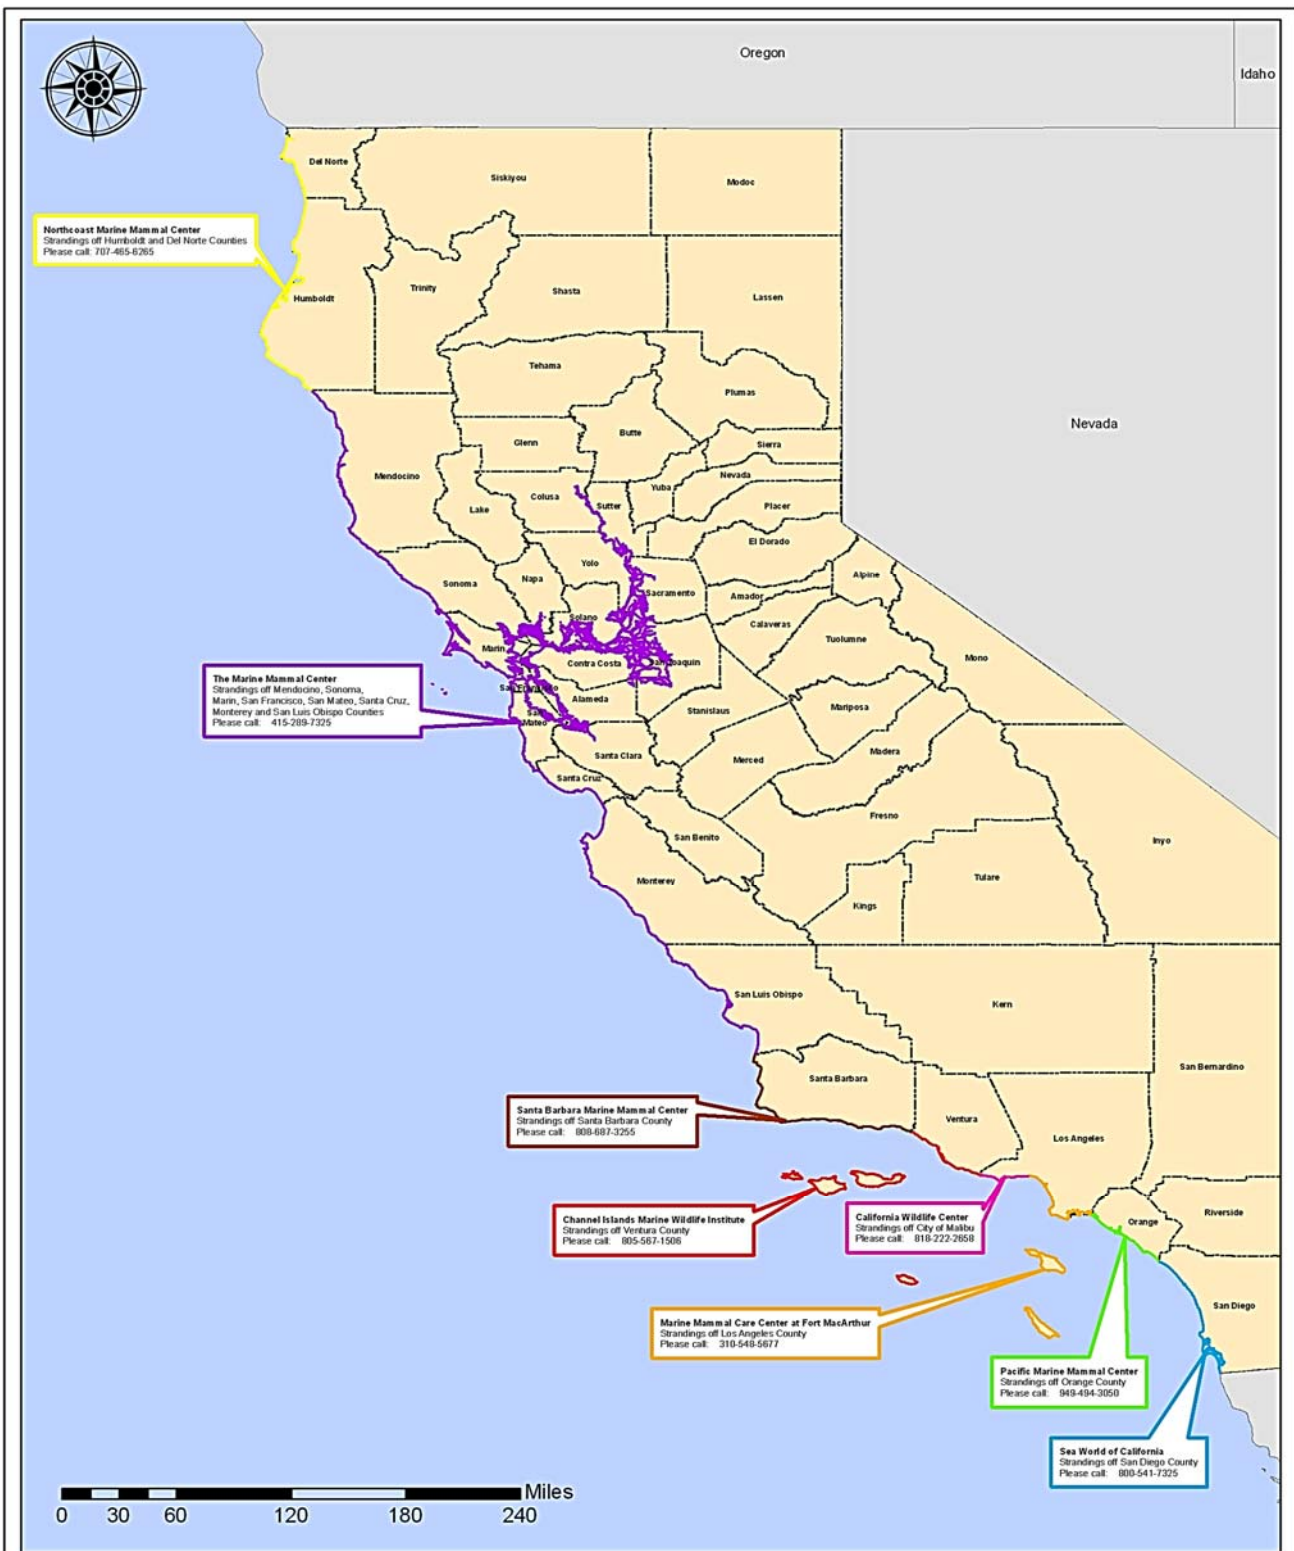 Oregon
Idaho
Del Norte
Siskiyou
Modoc
Northcoast Marine Mammal Center
Strandings off Humboldt and Del Norte Counties
Please call: 707-465-6265
Humboldt
Trinity
Shasta
Lassen
Tehama
Plumas
Nevada
Butte
Glenn
Sierra
Mendocino
Nevada
Yuba
Colusa
Lake
Sutter
Placer
El Dorado
Yolo
Napa
Sonoma
Alpine
Sacramento
Amador
Solano
Calaveras
Tuolumne
Marin
Mono
Contra Costa
San Joaquin
The Marine Mammal Center
Strandings off Mendocino, Sonoma,
Marin, San Francisco, San Mateo, Santa Cruz,
Monterey and San Luis Obispo Counties
Please call: 415-289-7325
San Francisco
Alameda
Stanislaus
Mariposa
San
Mateo
Santa Clara
Merced
Madera
Santa Cruz
Fresno
San Benito
Inyo
Monterey
Tulare
Kings
San Luis Obispo
Kern
San Bernardino
Santa Barbara
Ventura
Los Angeles
Santa Barbara Marine Mammal Center
Strandings off Santa Barbara County
Please call: 808-687-3255
Channel Islands Marine Wildlife Institute
Strandings off Ventura County
Please call: 805-567-1506
California Wildlife Center
Strandings off City of Malibu
Please call: 818-222-2658
Orange
Riverside
San Diego
Marine Mammal Care Center at Fort MacArthur
Strandings off Los Angeles County
Please call: 310-548-5677
Pacific Marine Mammal Center
Strandings off Orange County
Please call: 949-494-3050
Sea World of California
Strandings off San Diego County
Please call: 800-541-7325
Miles
0 30 60 120 180 240